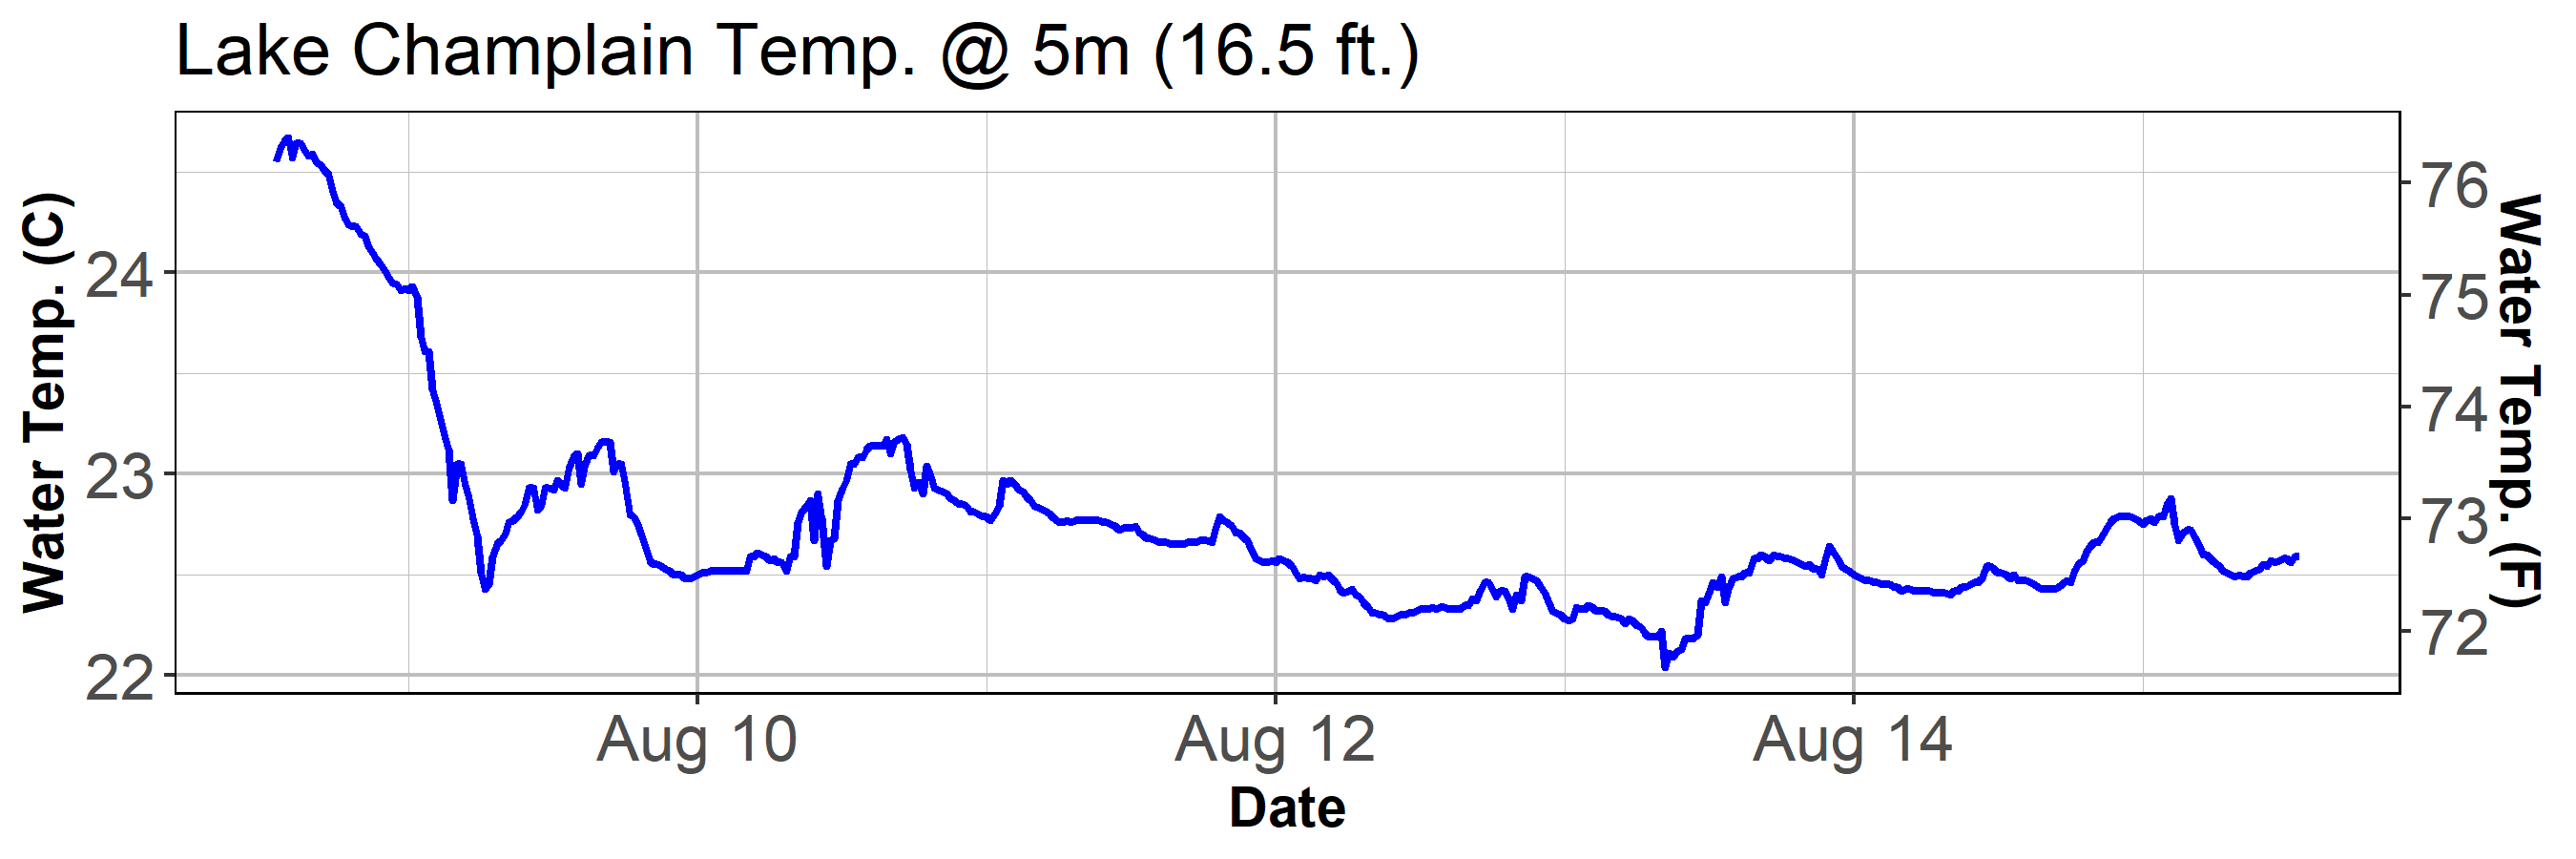 Lake Champlain Temp. @ 5m (16.5 ft.)
Water Temp. (C)
24
23
22
76
75
74
73
72
Water Temp. (F)
Aug 10
Aug 12
Aug 14
Date